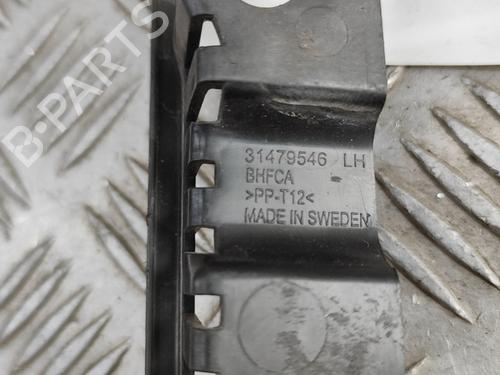 B-PARTS
31479546 LH
BHFCA
>PP-T12<
MADE IN SWEDEN